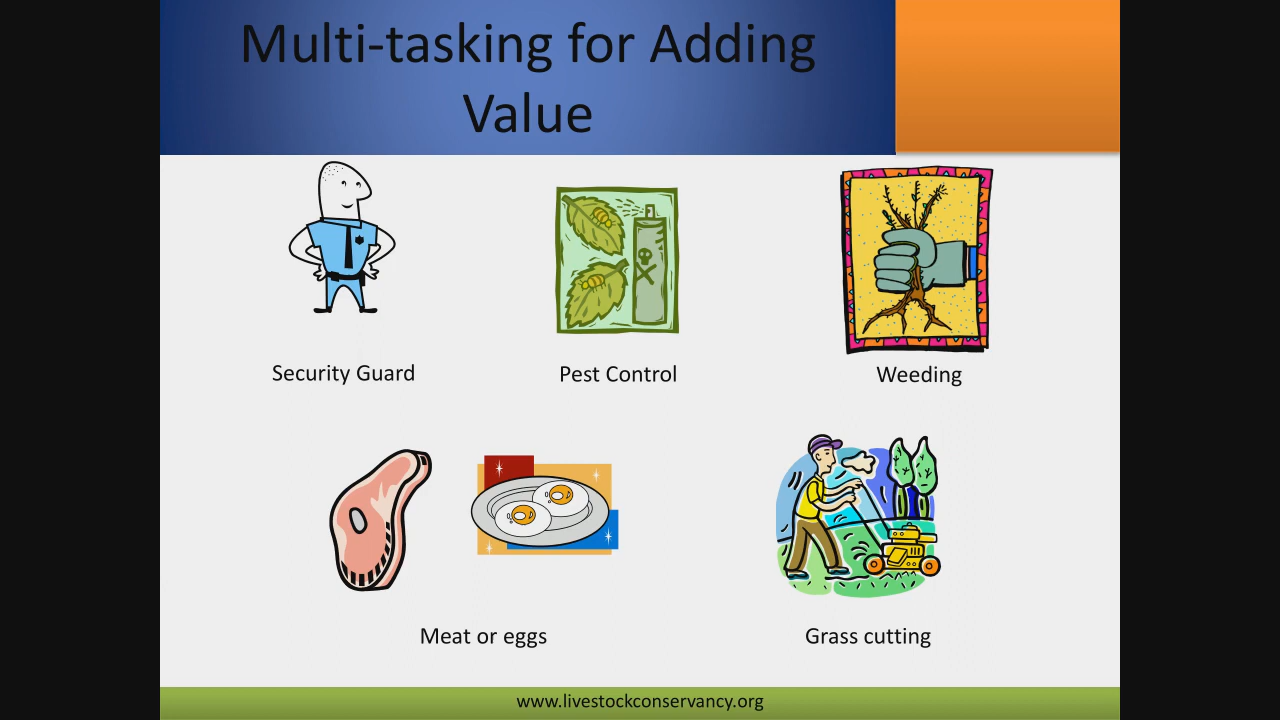 Multi-tasking for Adding
Value
Security Guard
Pest Control
Weeding
Meat or eggs
Grass cutting
www.livestockconservancy.org